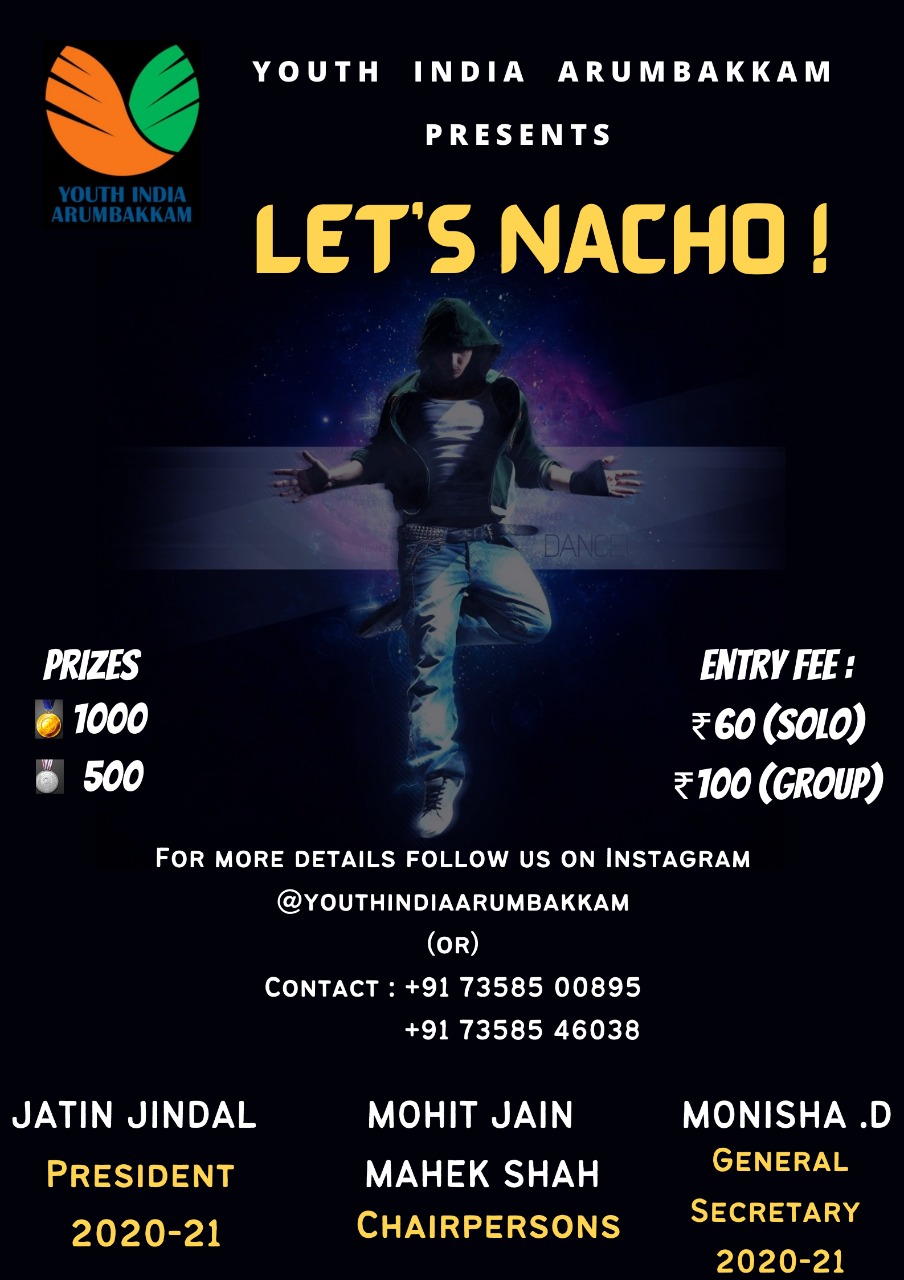 YOUTH INDIA ARUMBAKKAM
PRESENTS
YOUTH INDIA
ARUMBAKKAM
LET'S NACHO !
DANCE!
PRIZES
1000
500
ENTRY FEE :
₹60 (SOLO)
₹100 (GROUP)
FOR MORE DETAILS FOLLOW US ON INSTAGRAM
@YOUTHINDIAARUMBAKKAM
(OR)
CONTACT : +91 73585 00895
+91 73585 46038
JATIN JINDAL
PRESIDENT
2020-21
MOHIT JAIN
MAHEK SHAH
CHAIRPERSONS
MONISHA .D
GENERAL
SECRETARY
2020-21